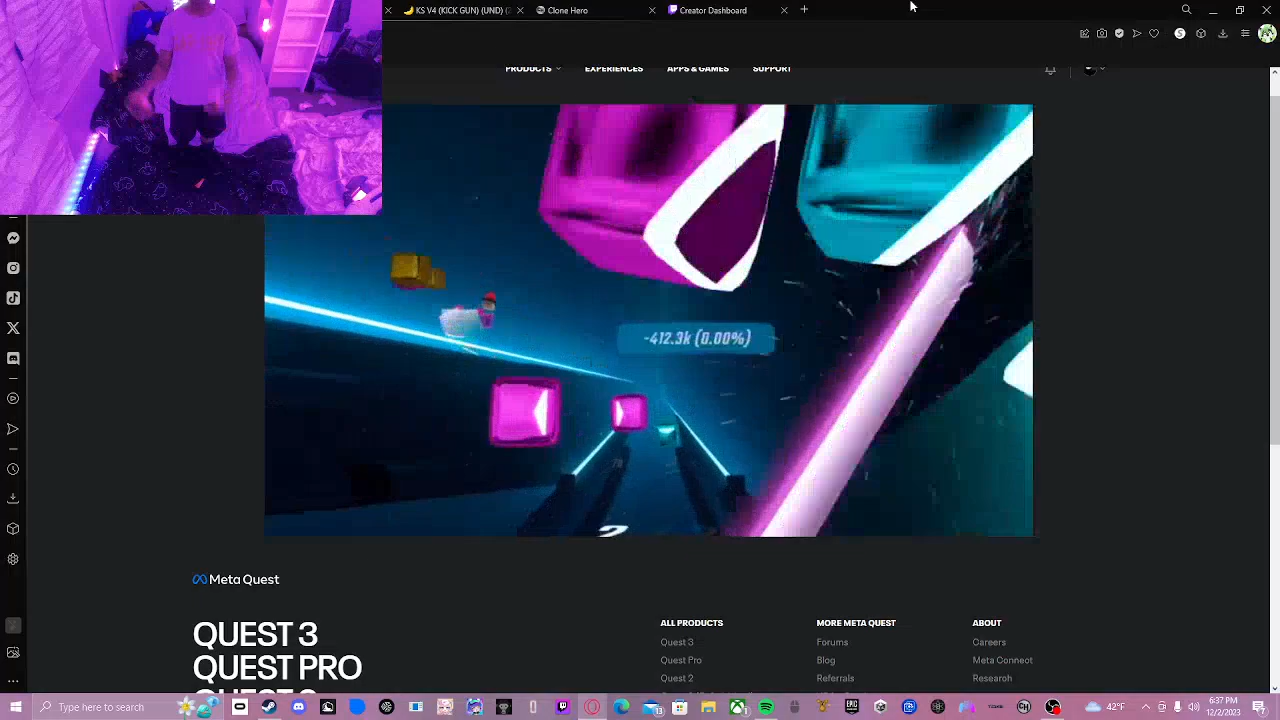 KS V4 (KICK GUN) (UND)
Clone Hero
Creator Dashboard
PRODUCTS
EXPERIENCES
APPS & GAMES
SUPPORT
-412.3k (0.00%)
2
Meta Quest
QUEST 3
QUEST PRO
ALL PRODUCTS
Quest 3
Quest Pro
Quest 2
MORE META QUEST
Forums
Blog
Referrals
ABOUT
Careers
Meta Connect
Research
Type here to search
6:27 PM
12/2/2023